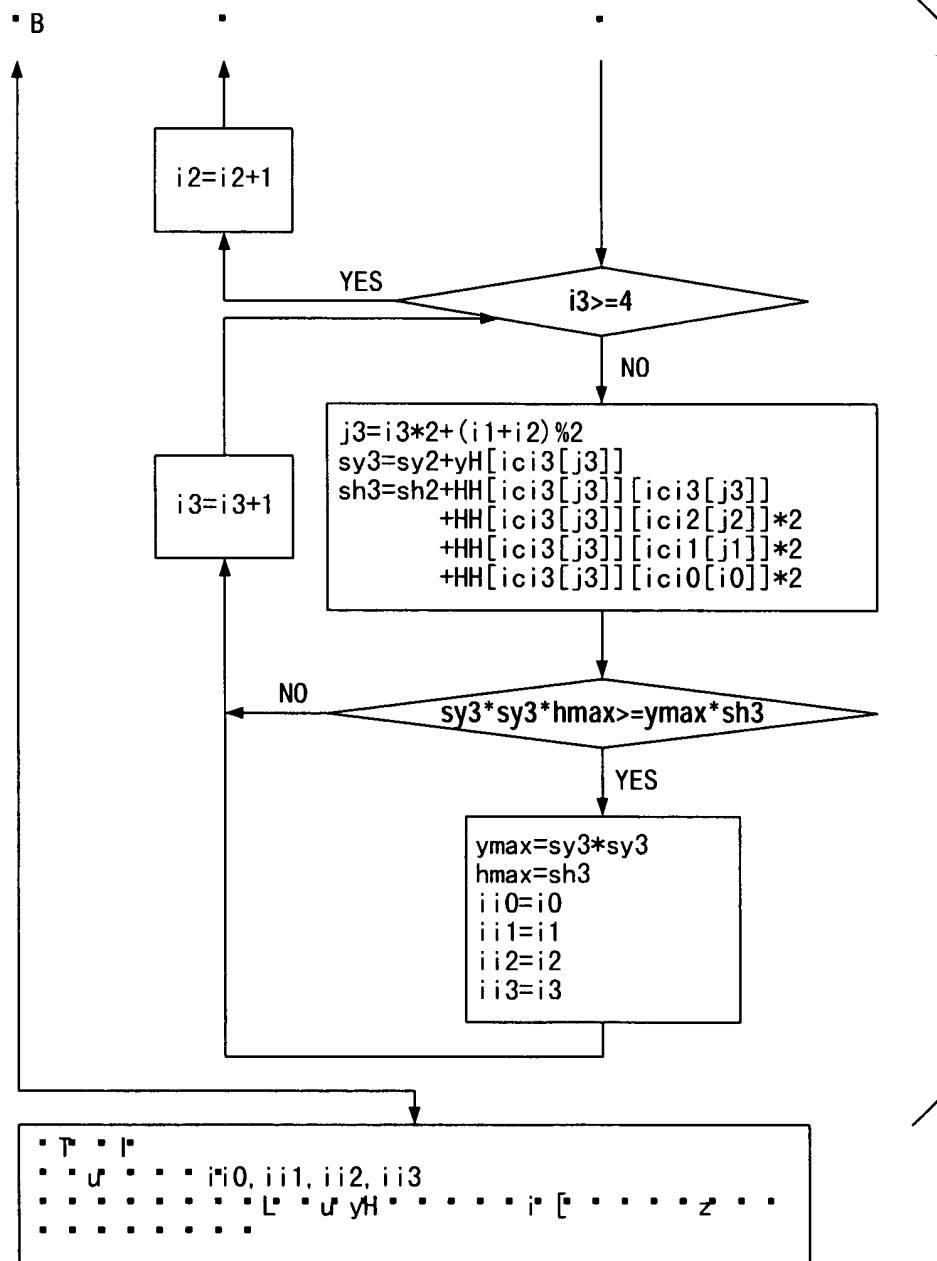 B
i2=i2+1
YES
i3>=4
NO
j3=i3*2+(i1+i2)%2
sy3=sy2+yH[ici3[j3]]
sh3=sh2+HH[ici3[j3]][ici3[j3]]
+HH[ici3[j3]][ici2[j2]]*2
+HH[ici3[j3]][ici1[j1]]*2
+HH[ici3[j3]][ici0[i0]]*2
i3=i3+1
NO
sy3*sy3*hmax>=ymax*sh3
YES
ymax=sy3*sy3
hmax=sh3
ii0=i0
ii1=i1
ii2=i2
ii3=i3
ii0, ii1, ii2, ii3
yH